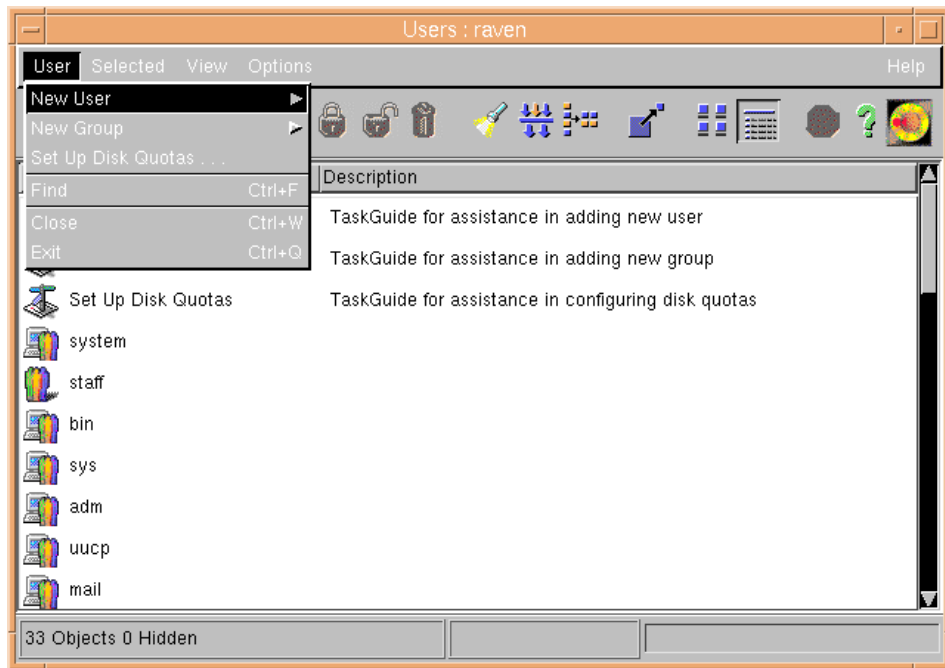 Users : raven
User Selected View Options Help
New User
New Group
Set Up Disk Quotas . . .
Find Ctrl+F
Close Ctrl+W
Exit Ctrl+Q
Description
TaskGuide for assistance in adding new user
TaskGuide for assistance in adding new group
Set Up Disk Quotas TaskGuide for assistance in configuring disk quotas
system
staff
bin
sys
adm
uucp
mail
33 Objects 0 Hidden